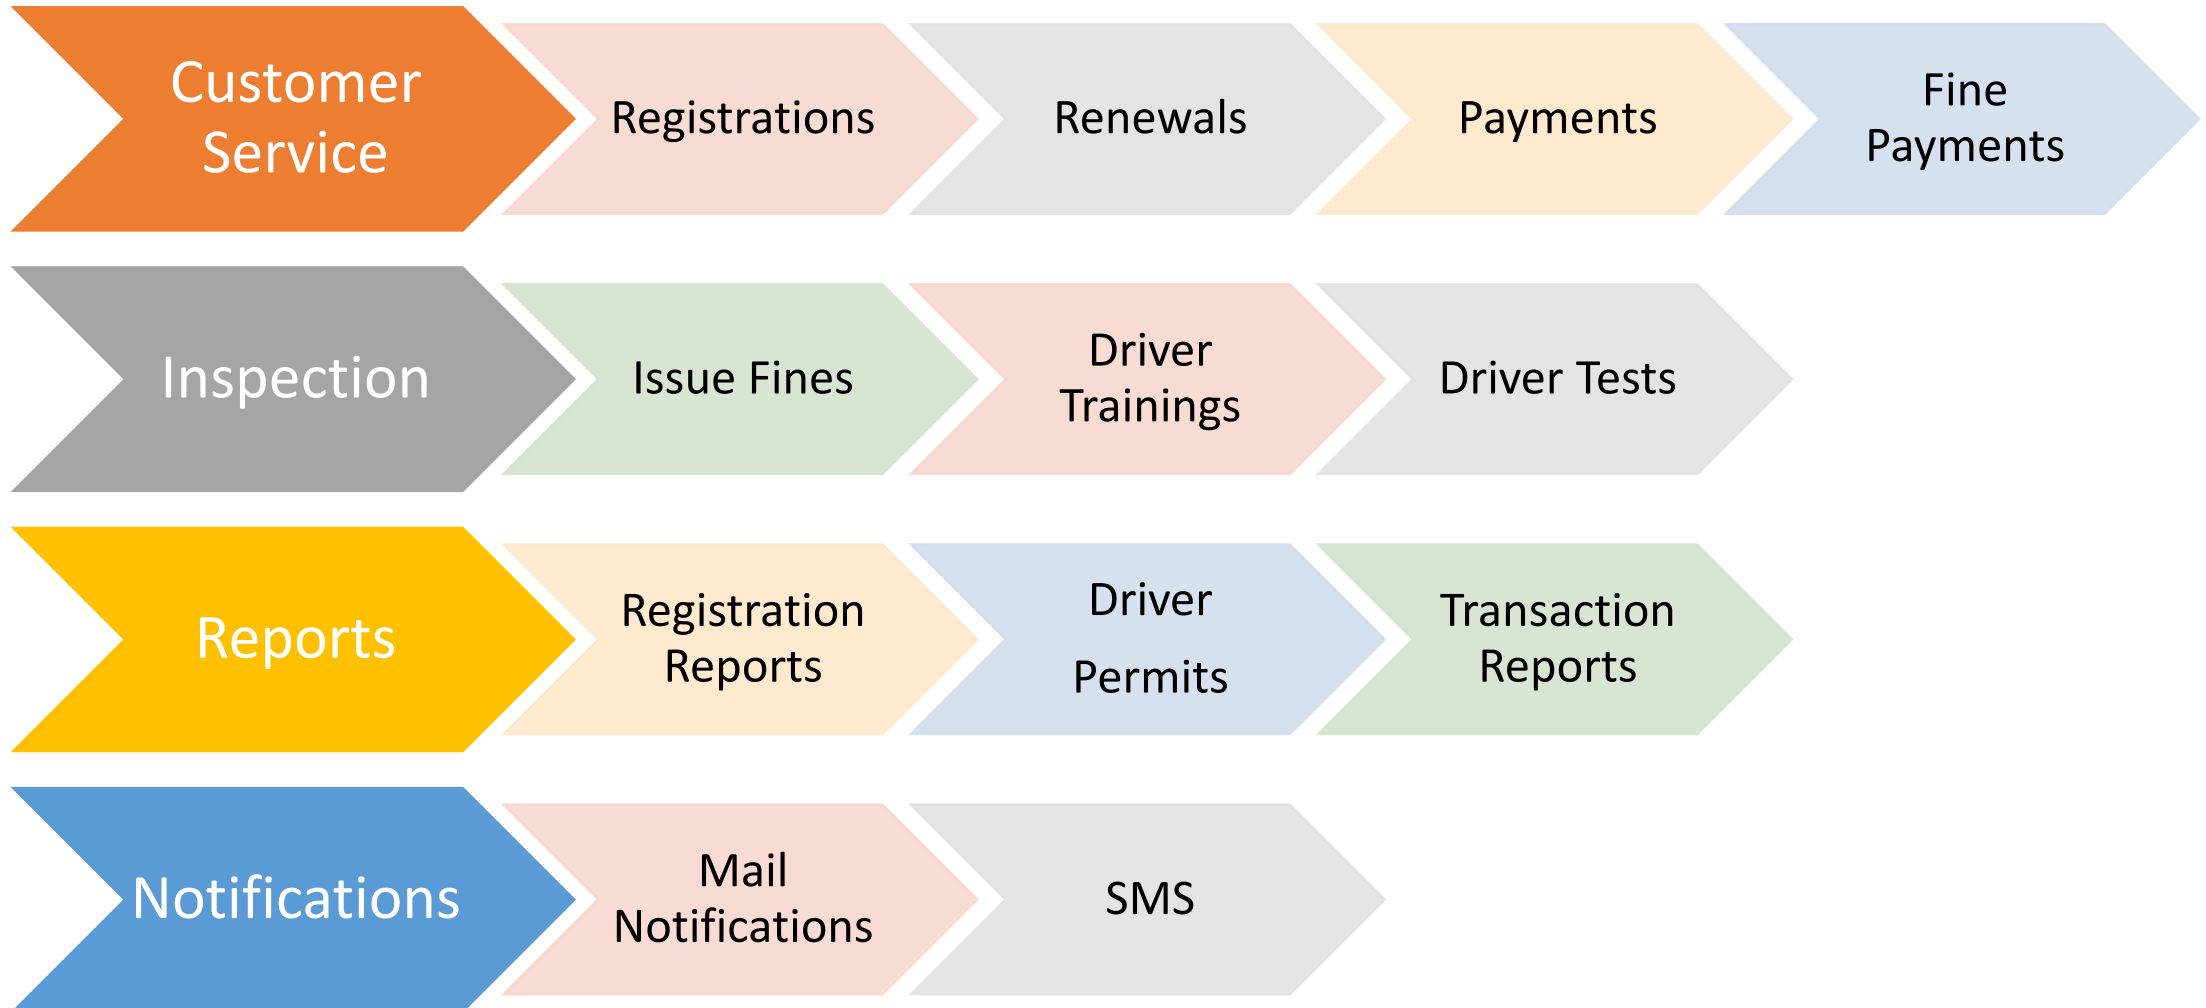 Customer
Service
Registrations
Renewals
Payments
Fine
Payments
Inspection
Issue Fines
Driver
Trainings
Driver Tests
Reports
Registration
Reports
Driver
Permits
Transaction
Reports
Notifications
Mail
Notifications
SMS